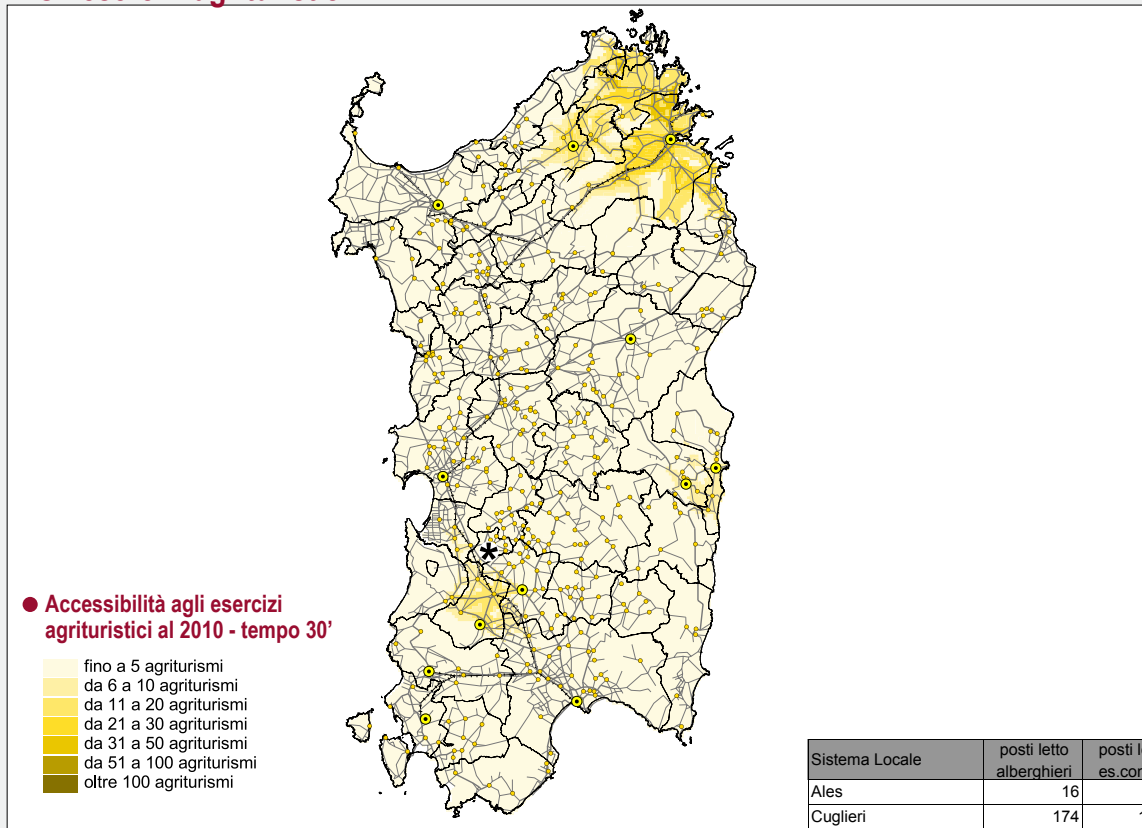 ● Accessibilità agli esercizi
agrituristici al 2010 - tempo 30'
fino a 5 agriturismi
da 6 a 10 agriturismi
da 11 a 20 agriturismi
da 21 a 30 agriturismi
da 31 a 50 agriturismi
da 51 a 100 agriturismi
oltre 100 agriturismi
*
Sistema Locale posti letto alberghieri posti
Ales 16
Cuglieri 174